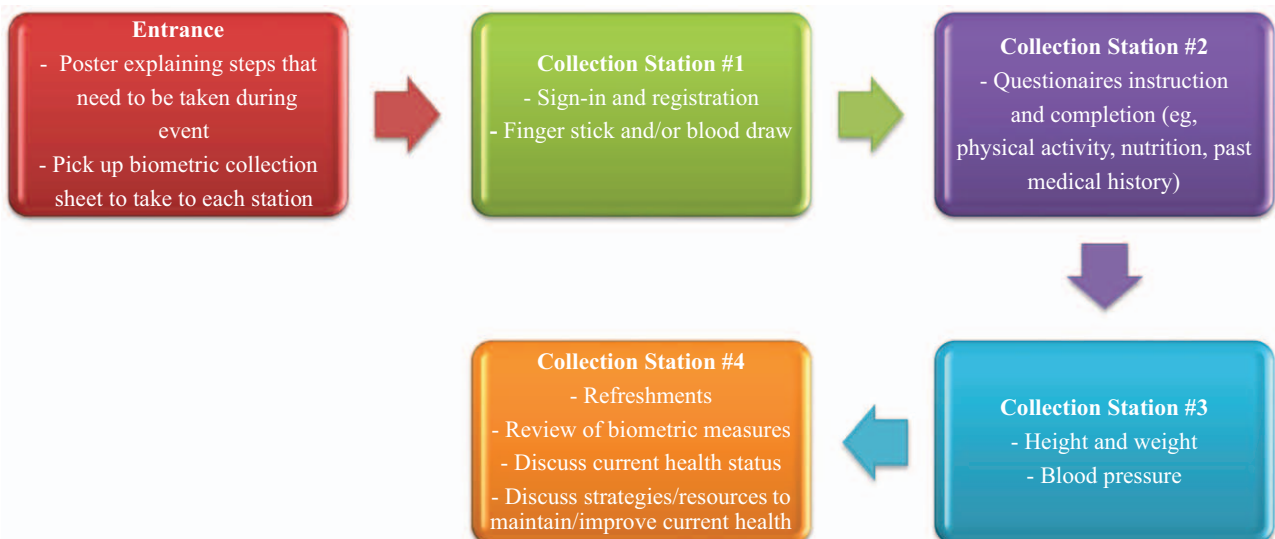 Entrance
- Poster explaining steps that
need to be taken during
event
- Pick up biometric collection
sheet to take to each station
Collection Station #1
- Sign-in and registration
- Finger stick and/or blood draw
Collection Station #2
- Questionaires instruction
and completion (eg,
physical activity, nutrition, past
medical history)
Collection Station #3
- Height and weight
- Blood pressure
Collection Station #4
- Refreshments
- Review of biometric measures
- Discuss current health status
- Discuss strategies/resources to
maintain/improve current health